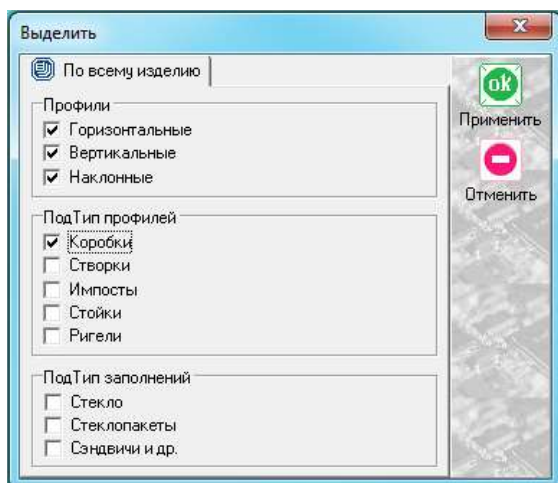 Выделить
По всему изделию
Профили
Горизонтальные
Вертикальные
Наклонные
ПодТип профилей
Коробки
Створки
Импосты
Стойки
Ригели
ПодТип заполнений
Стекло
Стеклопакеты
Сэндвичи и др.
ok
Применить
Отменить